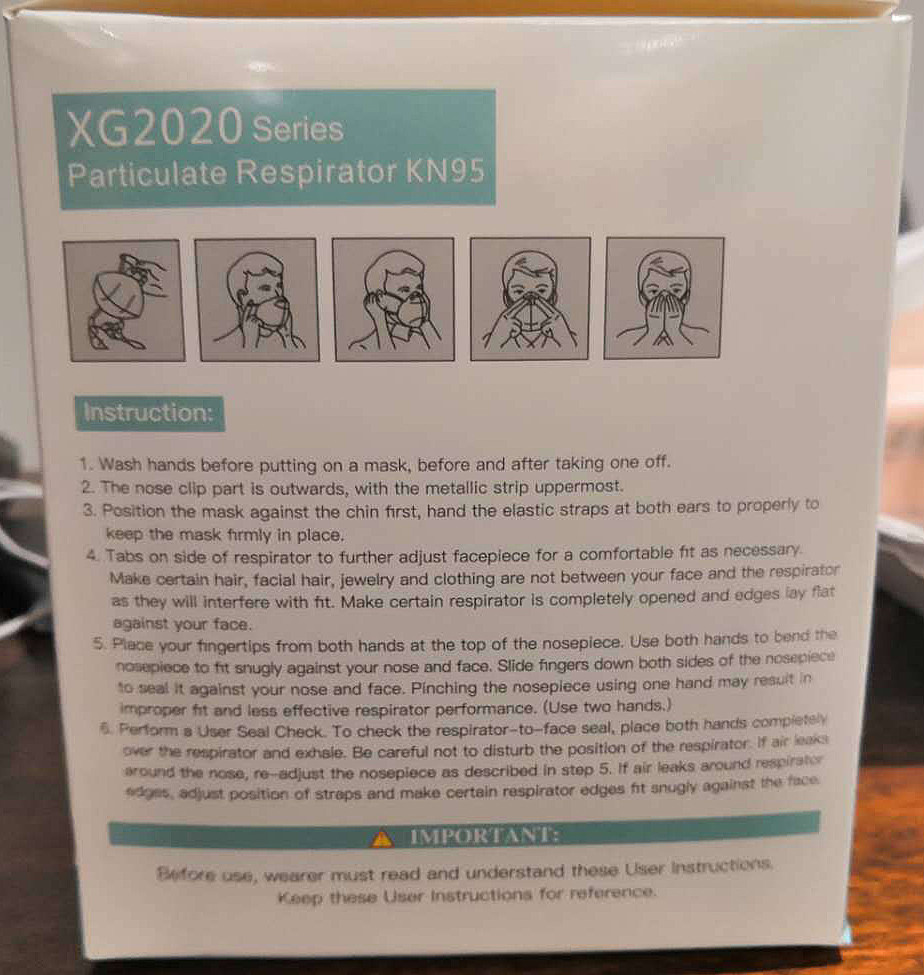 XG2020 Series
Particulate Respirator KN95
Instruction:
1. Wash hands before putting on a mask, before and after taking one off.
2. The nose clip part is outwards, with the metallic strip uppermost.
3. Position the mask against the chin first, hand the elastic straps at both ears to properly to
keep the mask firmly in place.
4. Tabs on side of respirator to further adjust facepiece for a comfortable fit as necessary.
Make certain hair, facial hair, jewelry and clothing are not between your face and the respirator
as they will interfere with fit. Make certain respirator is completely opened and edges lay flat
against your face.
5. Place your fingertips from both hands at the top of the nosepiece. Use both hands to bend the
nosepiece to fit snugly against your nose and face. Slide fingers down both sides of the nosepiece
to seal it against your nose and face. Pinching the nosepiece using one hand may result in
improper fit and less effective respirator performance. (Use two hands.)
6. Perform a User Seal Check. To check the respirator-to-face seal, place both hands completely
over the respirator and exhale. Be careful not to disturb the position of the respirator. If air leaks
around the nose, re-adjust the nosepiece as described in step 5. If air leaks around respirator
edges, adjust position of straps and make certain respirator edges fit snugly against the face.
IMPORTANT:
Before use, wearer must read and understand these User Instructions.
Keep these User Instructions for reference.